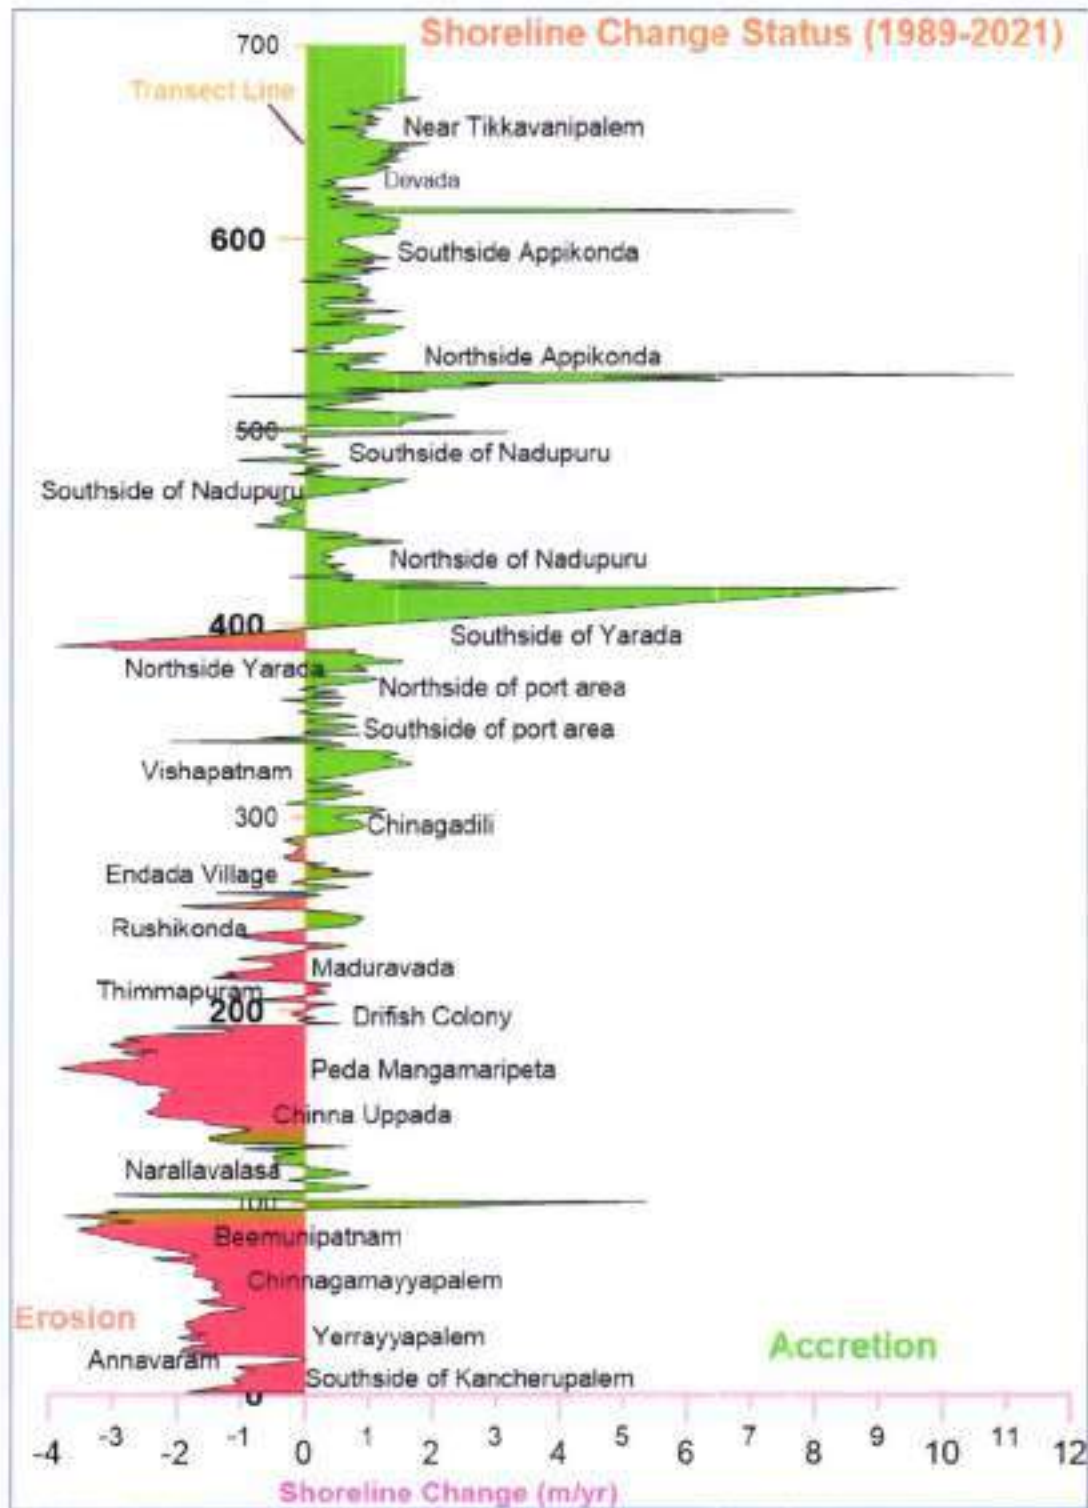 Shoreline Change Status (1989-2021)
700
Transect Line
Near Tikkavanipalem
Devada
600
Southside Appikonda
Northside Appikonda
500
Southside of Nadupuru
Southside of Nadupuru
Northside of Nadupuru
400
Southside of Yarada
Northside Yarada
Northside of port area
Southside of port area
Vishapatnam
300
Chinagadili
Endada Village
Rushikonda
Maduravada
Thimmapuram
200
Drifish Colony
Peda Mangamaripeta
Chinna Uppada
Narallavalasa
100
Beemunipatnam
Chinnagamayyapalem
Erosion
Yerrayyapalem
Accretion
Annavaram
Southside of Kancherupalem
0
-4 -3 -2 -1 0 1 2 3 4 5 6 7 8 9 10 11 12
Shoreline Change (m/yr)